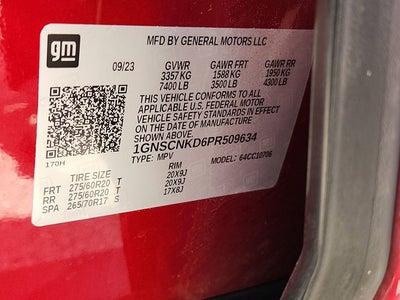 gm
MFD BY GENERAL MOTORS LLC
09/23 GVWR GAWR FRT GAWR RR
3357 KG 1588 KG 1950 KG
7400 LB 3500 LB 4300 LB
THIS VEHICLE CONFORMS TO ALL
APPLICABLE U.S. FEDERAL MOTOR
VEHICLE SAFETY STANDARDS IN EFFECT
ON THE DATE OF MANUFACTURE
SHOWN ABOVE.
1GNSCNKD6PR509634
170H TYPE: MPV MODEL: 64CC10706
TIRE SIZE RIM
FRT 275/60R20 T 20X9J
RR 275/60R20 T 20X9J
SPA 265/70R17 S 17X8J